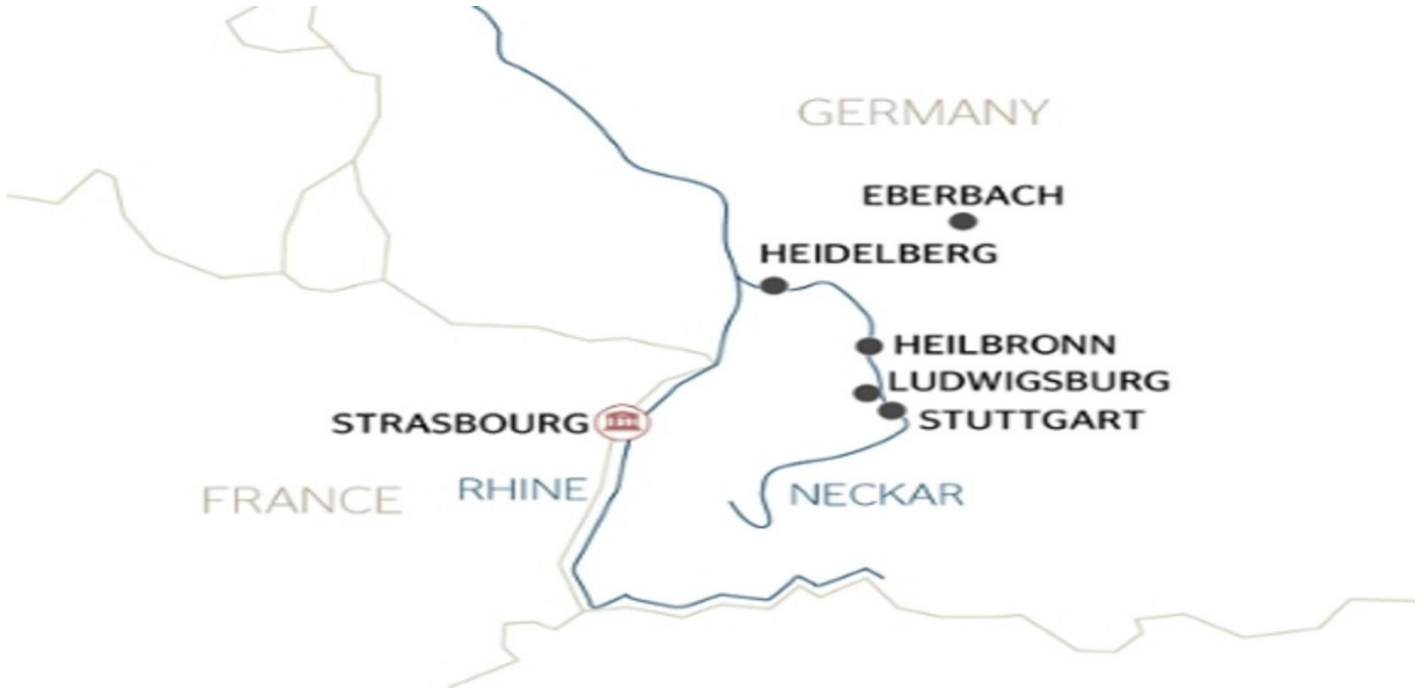 GERMANY
EBERBACH
HEIDELBERG
HEILBRONN
LUDWIGSBURG
STRASBOURG
STUTTGART
FRANCE
RHINE
NECKAR